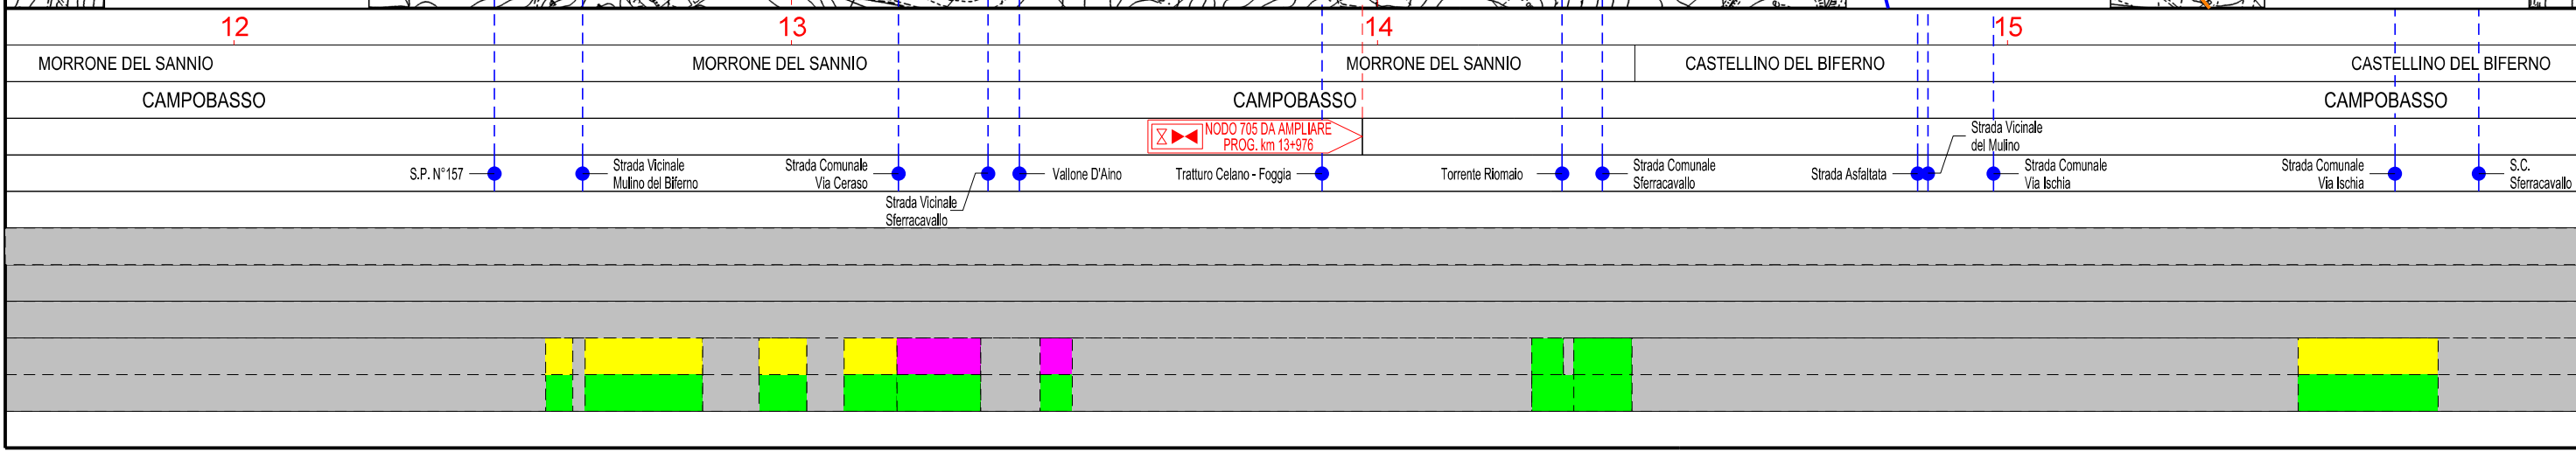 12 13 14 15
MORRONE DEL SANNIO MORRONE DEL SANNIO MORRONE DEL SANNIO CASTELLINO DEL BIFERNO CASTELLINO DEL BIFERNO
CAMPOBASSO CAMPOBASSO CAMPOBASSO
NODO 705 DA AMPLIARE
PROG. km 13+976
S.P. N°157
Strada Vicinale
Mulino del Biferno
Strada Comunale
Via Ceraso
Strada Vicinale
Sferracavallo
Vallone D'Aino
Tratturo Celano - Foggia
Torrente Riomaio
Strada Comunale
Sferracavallo
Strada Asfaltata
Strada Vicinale
del Mulino
Strada Comunale
Via Ischia
Strada Comunale
Via Ischia
S.C.
Sferracavallo